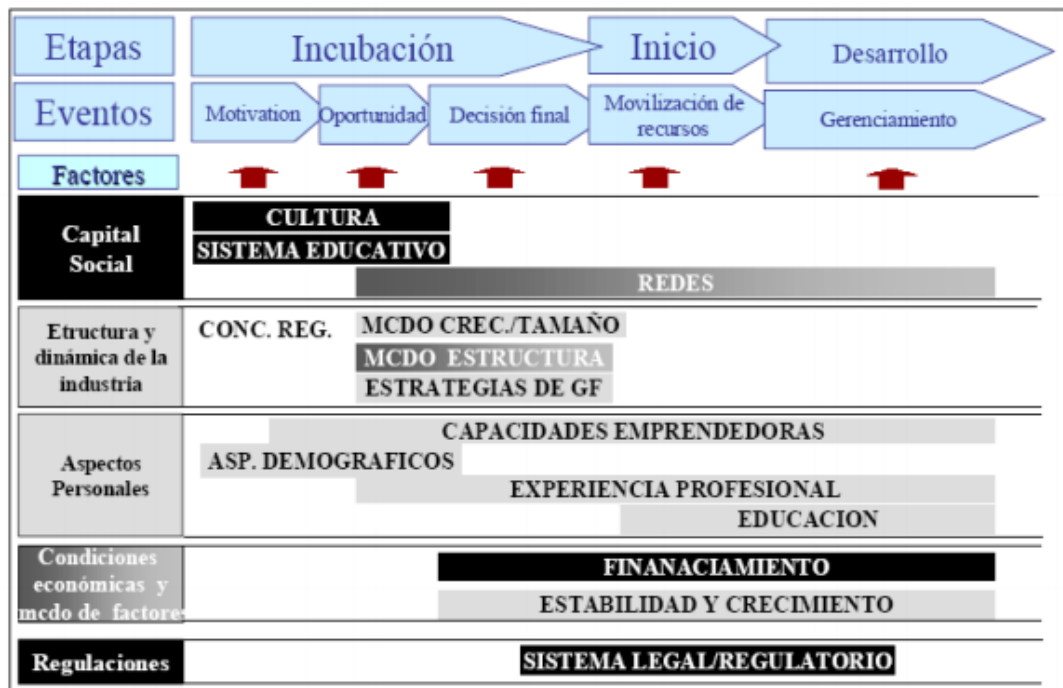 Etapas
Incubación
Inicio
Desarrollo
Eventos
Motivation
Oportunidad
Decisión final
Movilización de
recursos
Gerenciamiento
Factores
Capital
Social
CULTURA
SISTEMA EDUCATIVO
REDES
Etructura y
dinámica de la
industria
CONC. REG.
MCDO CREC./TAMAÑO
MCDO ESTRUCTURA
ESTRATEGIAS DE GF
Aspectos
Personales
CAPACIDADES EMPRENDEDORAS
ASP. DEMOGRAFICOS
EXPERIENCIA PROFESIONAL
EDUCACION
Condiciones
económicas y
mcdo de factores
FINANACIAMIENTO
ESTABILIDAD Y CRECIMIENTO
Regulaciones
SISTEMA LEGAL/REGULATORIO